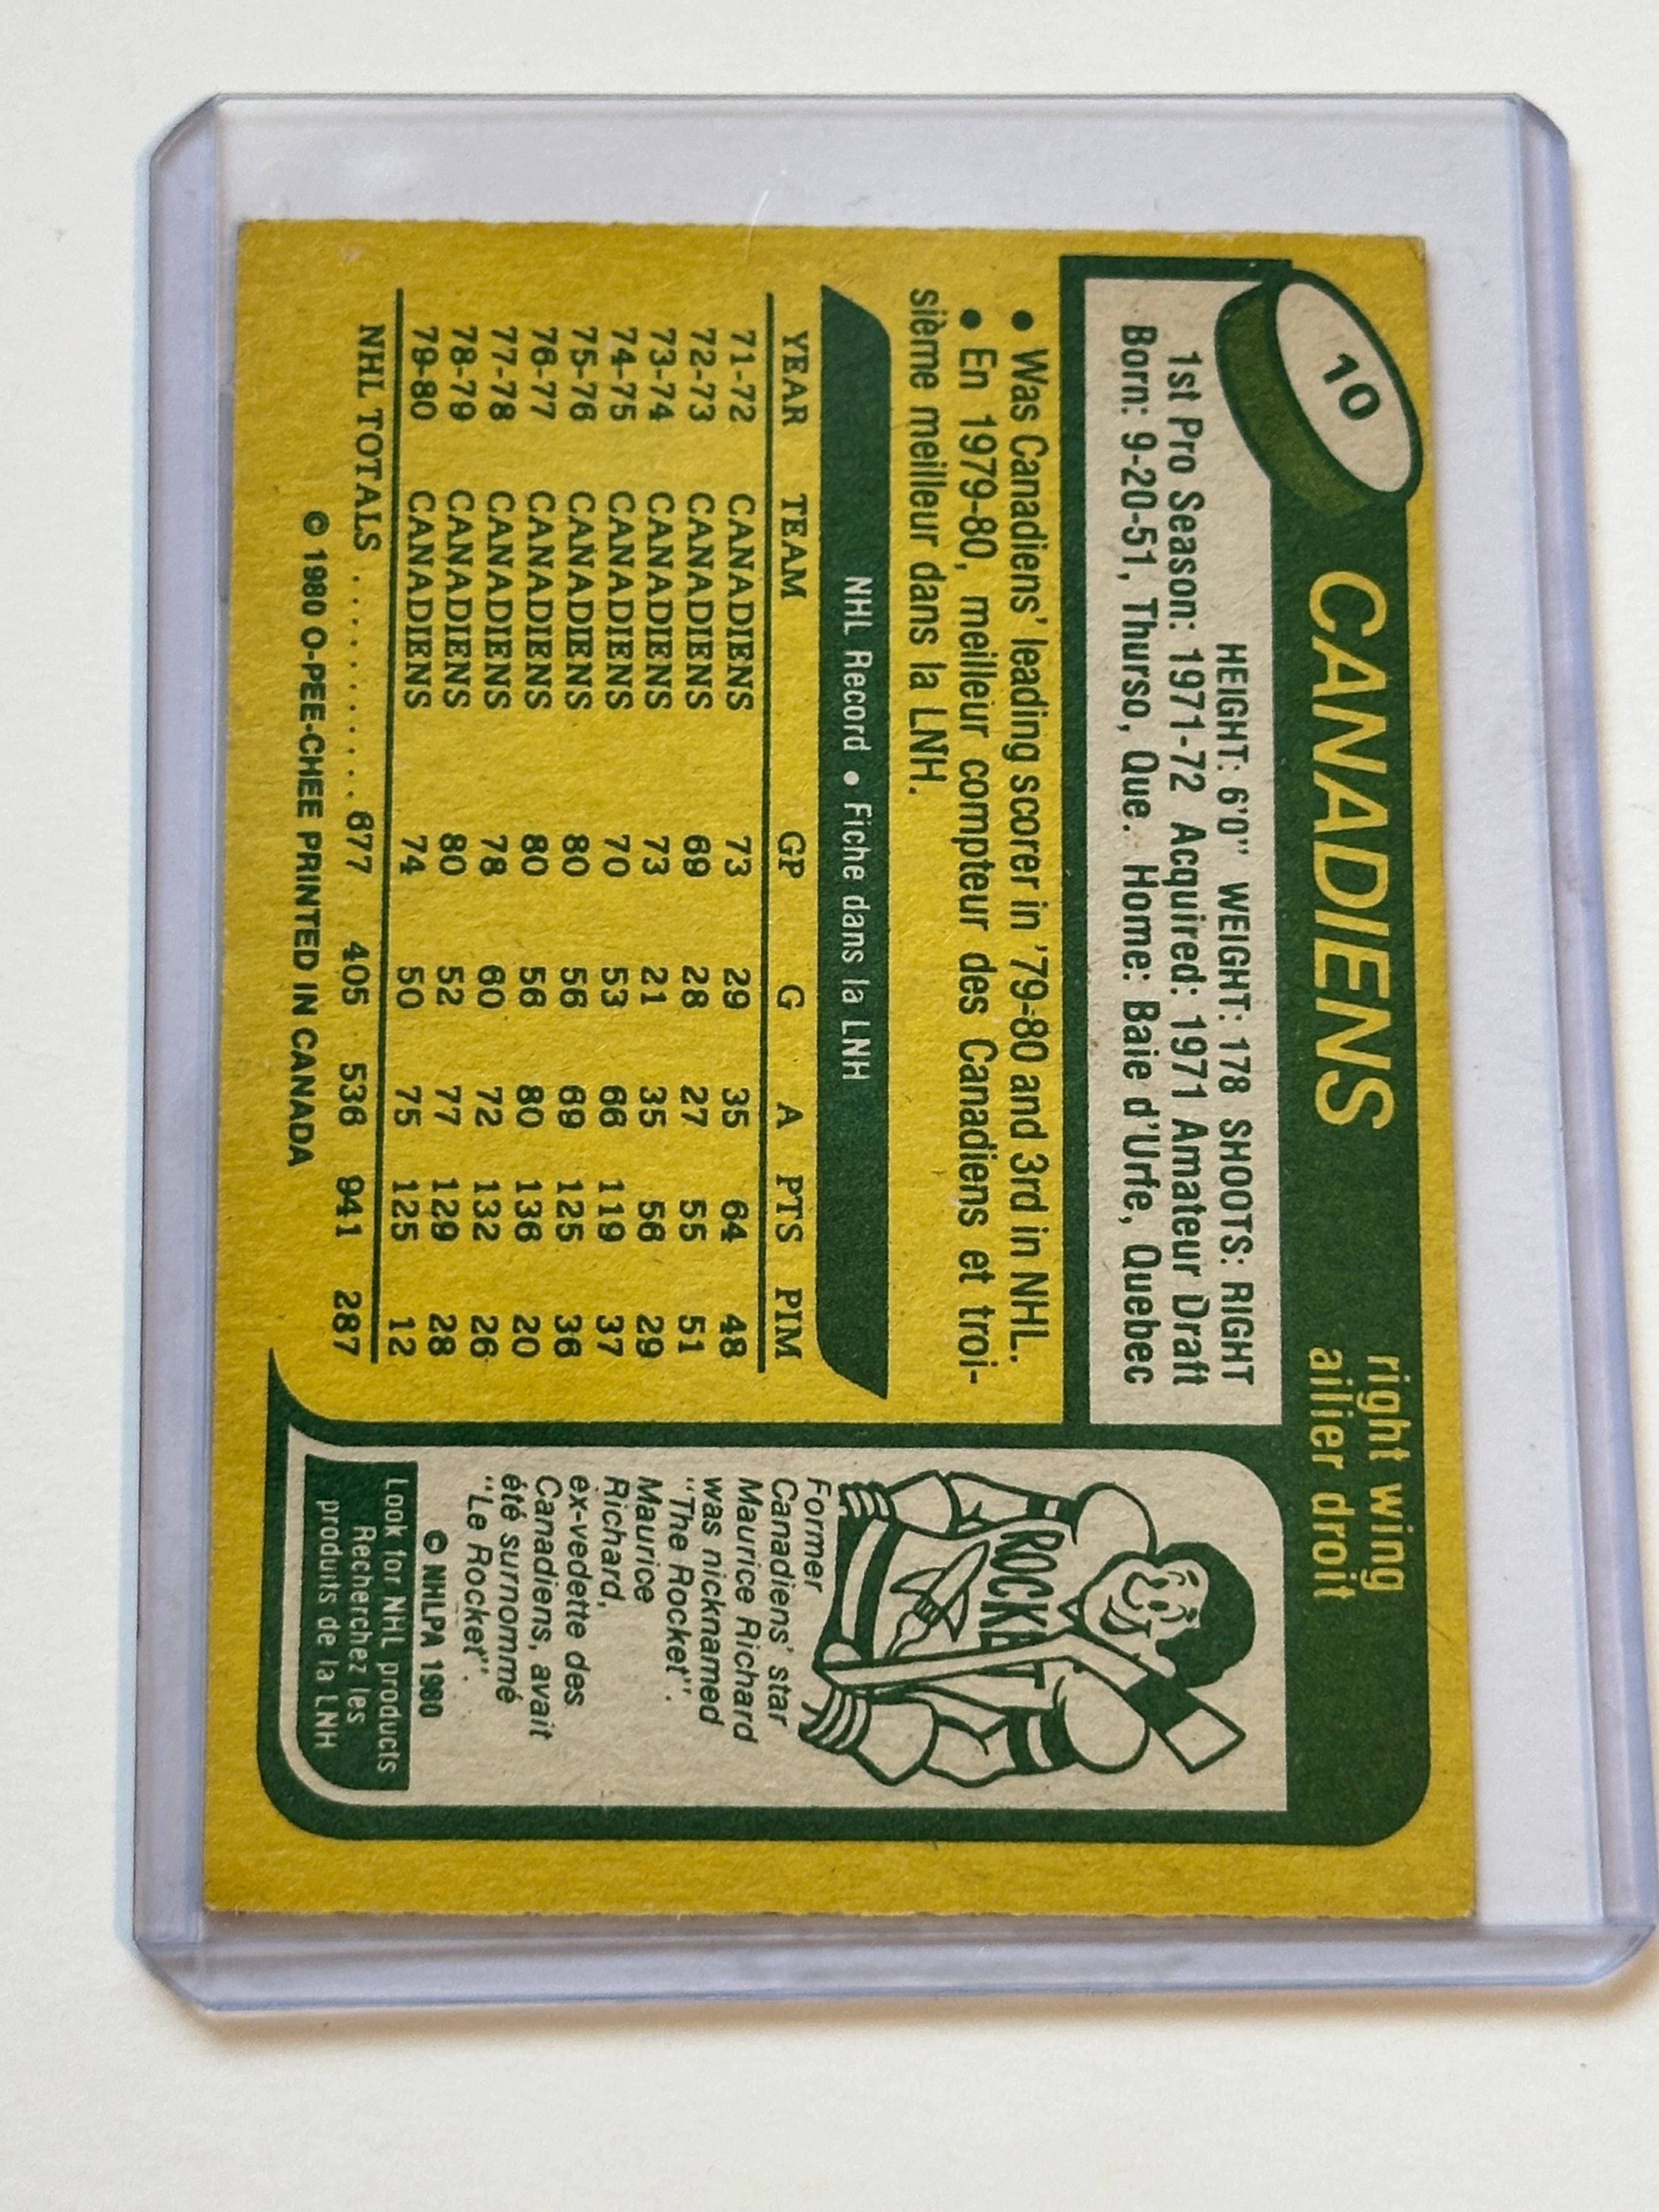 10
CANADIENS
right wing
ailier droit
HEIGHT: 6'0" WEIGHT: 178 SHOOTS: RIGHT
1st Pro Season: 1971-72 Acquired: 1971 Amateur Draft
Born: 9-20-51, Thurso, Que. Home: Baie d'Urfe, Quebec
• Was Canadiens' leading scorer in '79-80 and 3rd in NHL.
• En 1979-80, meilleur compteur des Canadiens et troi-
sième meilleur dans la LNH.
NHL Record • Fiche dans la LNH
YEAR TEAM GP G A PTS PIM
71-72 CANADIENS 73 29 35 64 48
72-73 CANADIENS 69 28 27 55 51
73-74 CANADIENS 73 21 35 56 29
74-75 CANADIENS 70 53 66 119 37
75-76 CANADIENS 80 56 69 125 36
76-77 CANADIENS 80 56 80 136 20
77-78 CANADIENS 78 60 72 132 26
78-79 CANADIENS 80 52 77 129 28
79-80 CANADIENS 74 50 75 125 12
NHL TOTALS .......... 677 405 536 941 287
© 1980 O-PEE-CHEE PRINTED IN CANADA
ROCKET
Former
Canadiens' star
Maurice Richard
was nicknamed
"The Rocket".
Maurice
Richard,
ex-vedette des
Canadiens, avait
été surnommé
"Le Rocket".
© NHLPA 1980
Look for NHL products
Recherchez les
produits de la LNH